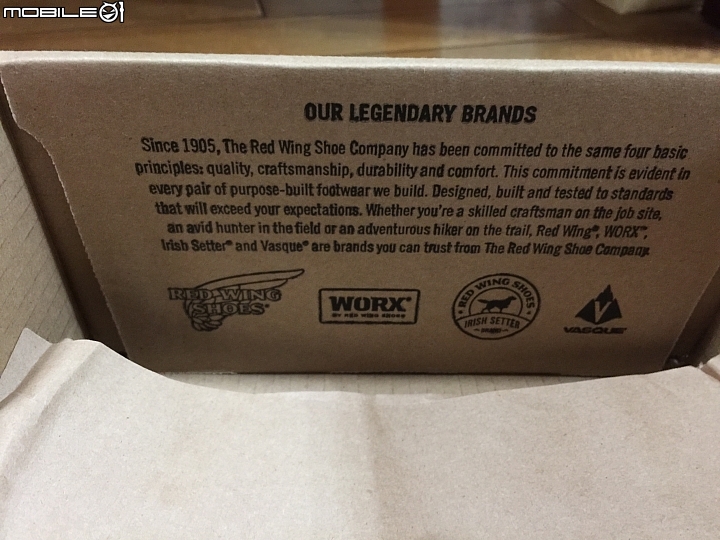 MOBILE01
OUR LEGENDARY BRANDS
Since 1905, The Red Wing Shoe Company has been committed to the same four basic
principles: quality, craftsmanship, durability and comfort. This commitment is evident in
every pair of purpose-built footwear we build. Designed, built and tested to standards
that will exceed your expectations. Whether you're a skilled craftsman on the job site,
an avid hunter in the field or an adventurous hiker on the trail, Red Wing®, WORX™,
Irish Setter® and Vasque® are brands you can trust from The Red Wing Shoe Company.
RED WING
SHOES®
WORX®
BY RED WING SHOES
RED WING SHOES
IRISH SETTER
VASQUE